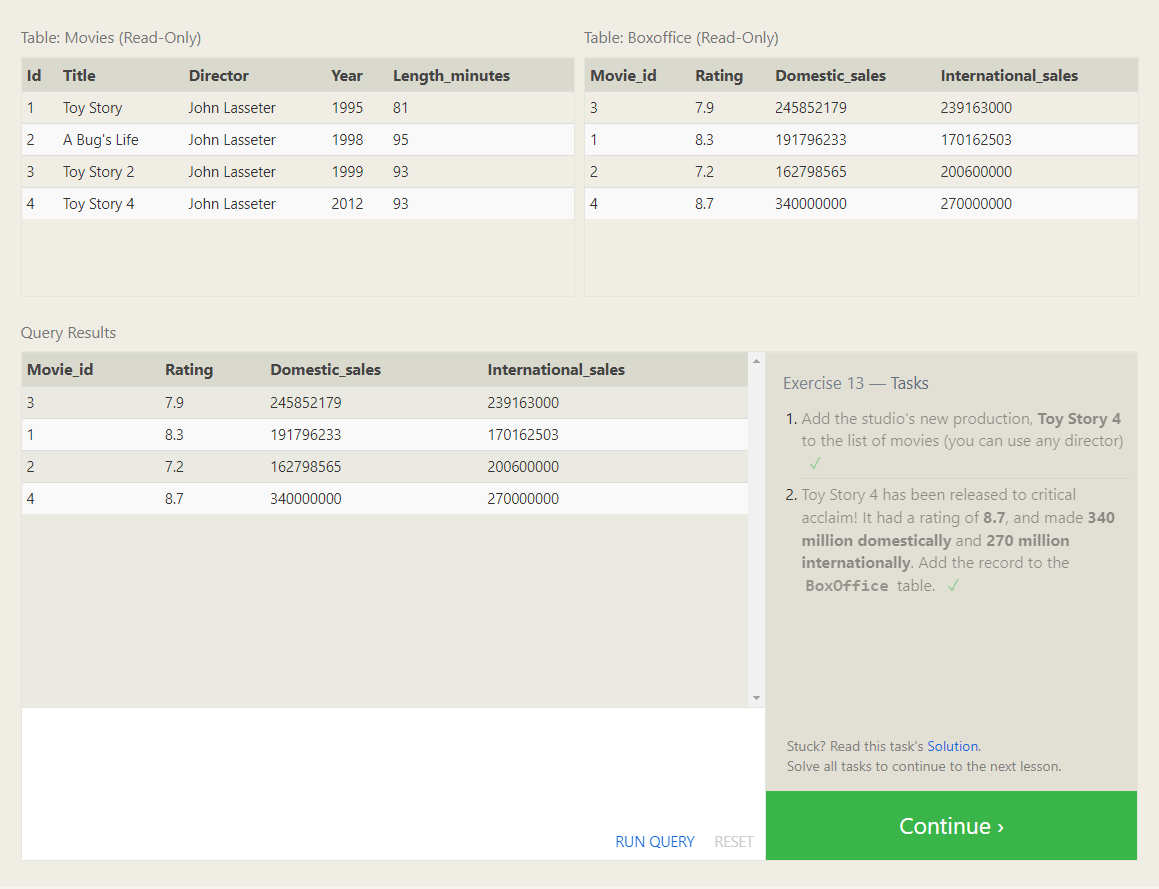 Table: Movies (Read-Only)
Id Title Director Year Length_minutes
1 Toy Story John Lasseter 1995 81
2 A Bug's Life John Lasseter 1998 95
3 Toy Story 2 John Lasseter 1999 93
4 Toy Story 4 John Lasseter 2012 93
Table: Boxoffice (Read-Only)
Movie_id Rating Domestic_sales International_sales
3 7.9 245852179 239163000
1 8.3 191796233 170162503
2 7.2 162798565 200600000
4 8.7 340000000 270000000
Query Results
Movie_id Rating Domestic_sales International_sales
3 7.9 245852179 239163000
1 8.3 191796233 170162503
2 7.2 162798565 200600000
4 8.7 340000000 270000000
RUN QUERY RESET
Exercise 13 — Tasks
1. Add the studio's new production, Toy Story 4
to the list of movies (you can use any director)
✓
2. Toy Story 4 has been released to critical
acclaim! It had a rating of 8.7, and made 340
million domestically and 270 million
internationally. Add the record to the
BoxOffice table. ✓
Stuck? Read this task's Solution.
Solve all tasks to continue to the next lesson.
Continue ›